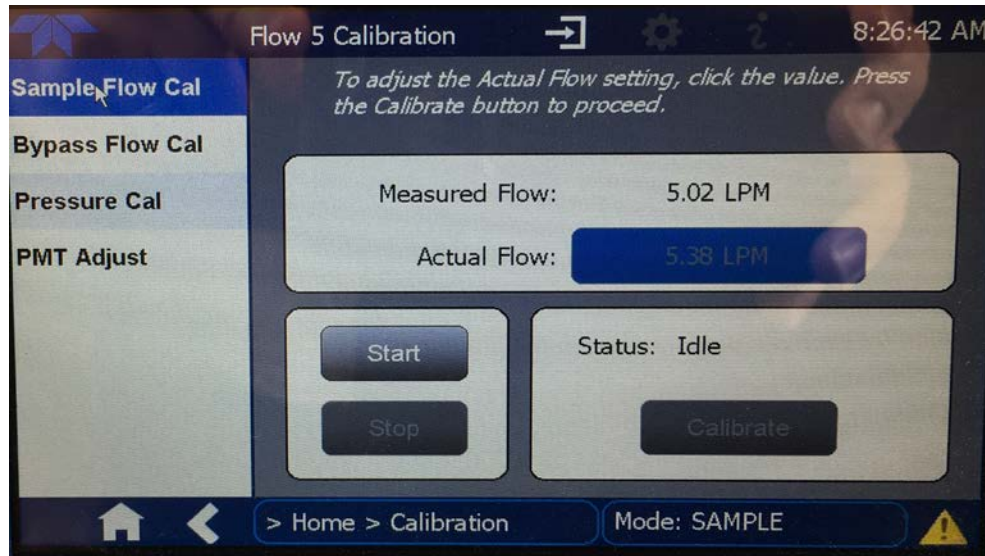 Flow 5 Calibration
8:26:42 AM
Sample Flow Cal
Bypass Flow Cal
Pressure Cal
PMT Adjust
To adjust the Actual Flow setting, click the value. Press
the Calibrate button to proceed.
Measured Flow: 5.02 LPM
Actual Flow: 5.38 LPM
Start
Stop
Status: Idle
Calibrate
> Home > Calibration
Mode: SAMPLE